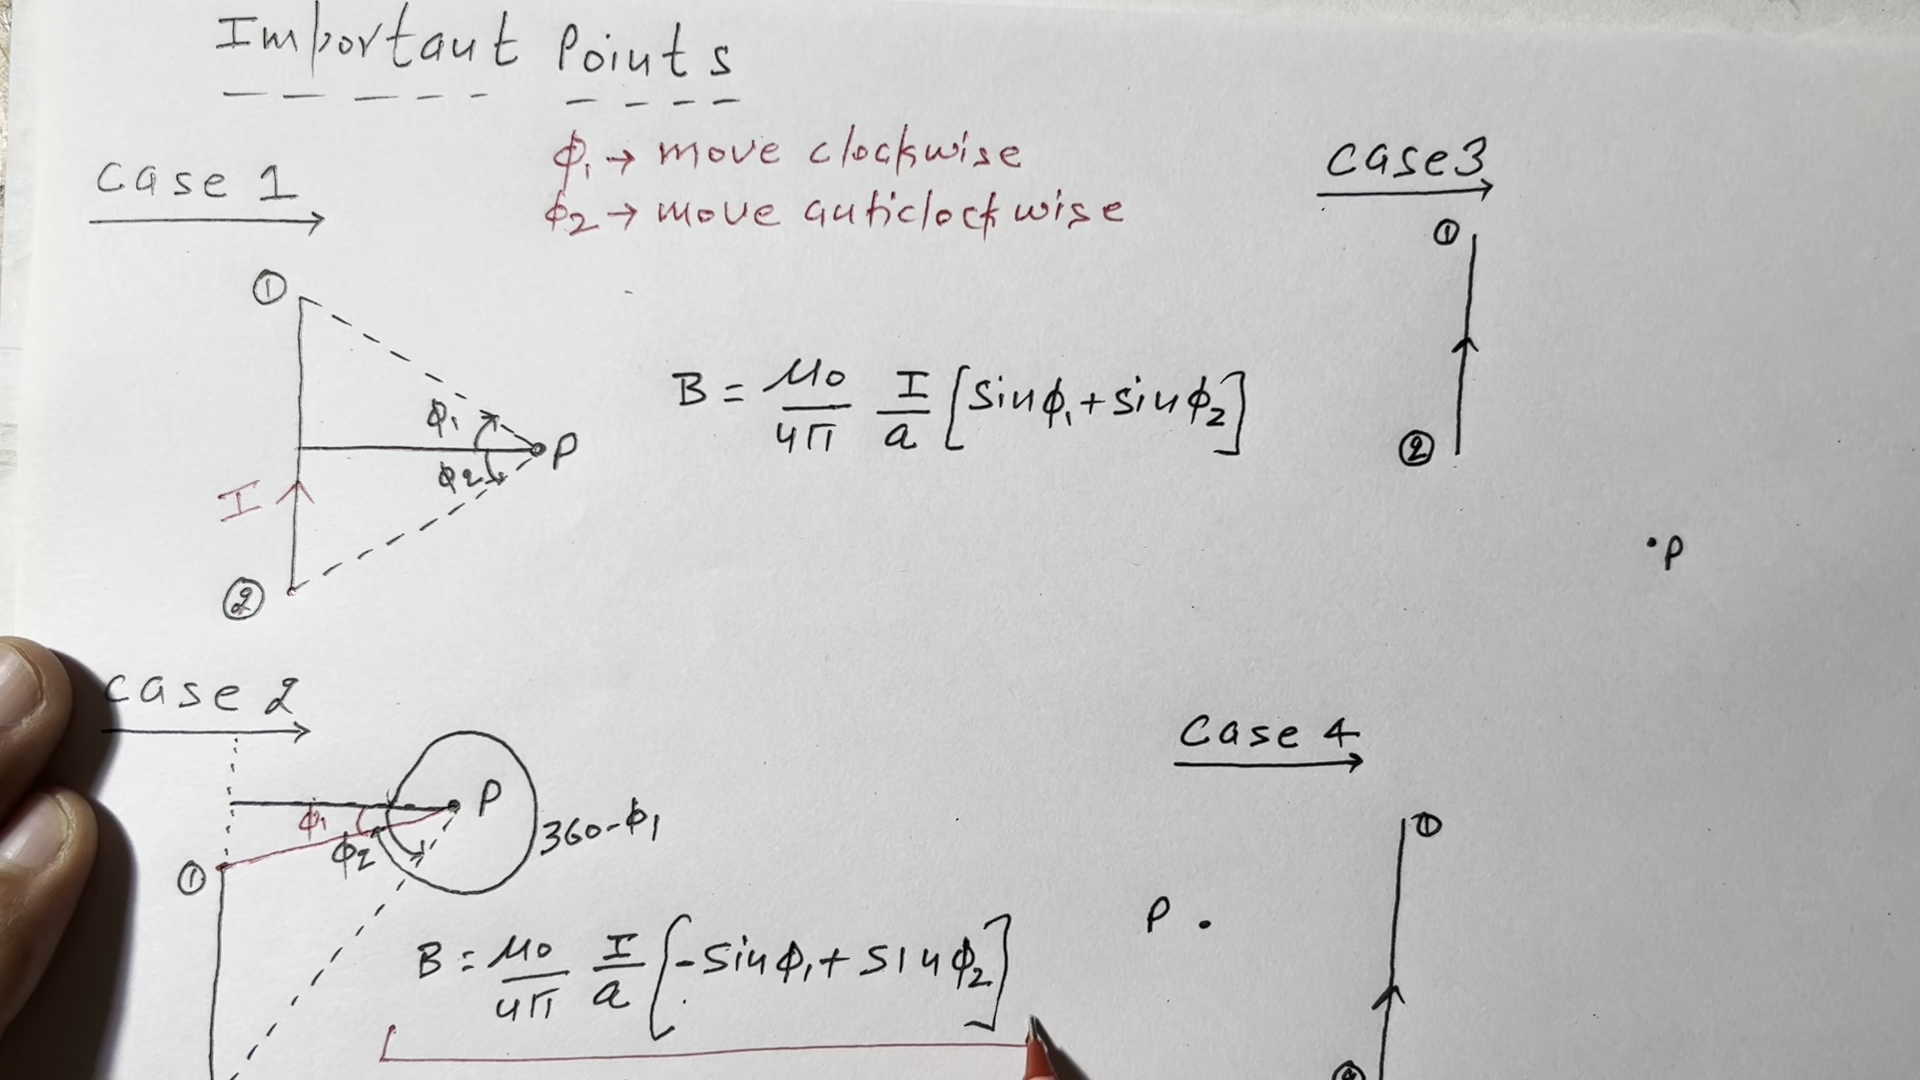 Important Points
Case 1
ϕ₁ → move clockwise
ϕ₂ → move anticlockwise
①
ϕ₁
P
ϕ₂
I
②
B = μ₀/4π I/a [sinϕ₁ + sinϕ₂]
Case 2
P
ϕ₁
ϕ₂
360-ϕ₁
①
B = μ₀/4π I/a [-sinϕ₁ + sinϕ₂]
case3
①
②
P
Case 4
①
P
②